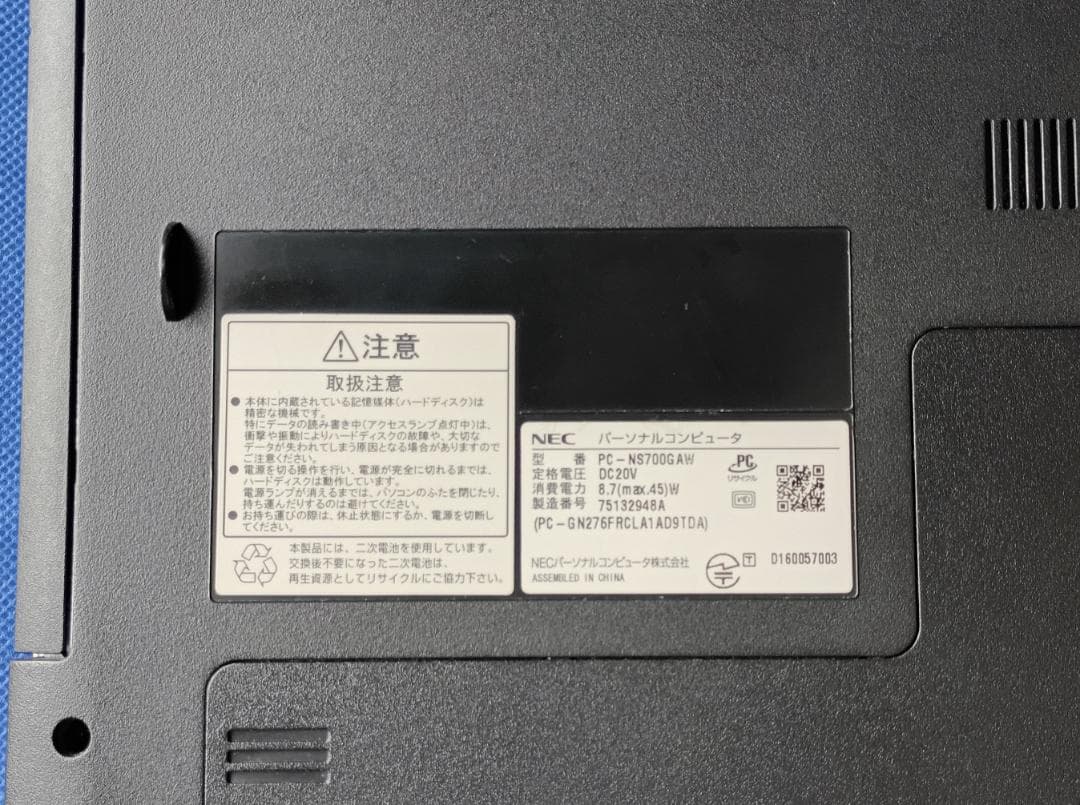 注意
取扱注意
● 本体に内蔵されている記憶媒体(ハードディスク)は
精密な機械です。
特にデータの読み書き中(アクセスランプ点灯中)は、
衝撃や振動によりハードディスクの故障や、大切な
データが失われてしまう原因となる場合がありますので
ご注意ください。
● 電源を切る操作を行い、電源が完全に切れるまでは、
ハードディスクは動作しています。
電源ランプが消えるまでは、パソコンのふたを閉じたり、
持ち運んだりするのは避けてください。
● お持ち運びの際は、休止状態にするか、電源を切断し
てください。
本製品には、二次電池を使用しています。
交換後不要になった二次電池は、
再生資源としてリサイクルにご協力下さい。
NEC パーソナルコンピュータ
型番 PC-NS700GAW
定格電圧 DC20V
消費電力 8.7(max.45)W
製造番号 75132948A
(PC-GN276FRCLA1AD9TDA)
PC
リサイクル
NECパーソナルコンピュータ株式会社
ASSEMBLED IN CHINA
T D160057003